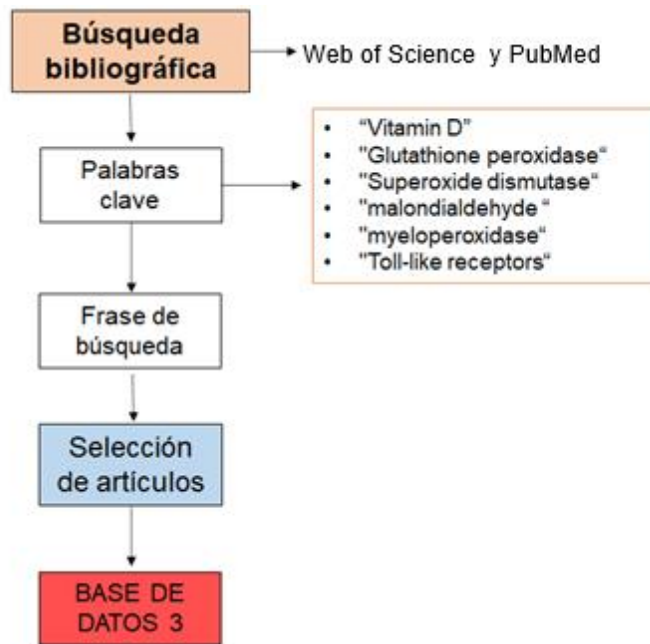 Búsqueda
bibliográfica
Web of Science y PubMed
Palabras
clave
• “Vitamin D”
• "Glutathione peroxidase“
• "Superoxide dismutase“
• "malondialdehyde “
• "myeloperoxidase“
• "Toll-like receptors“
Frase de
búsqueda
Selección
de artículos
BASE DE
DATOS 3